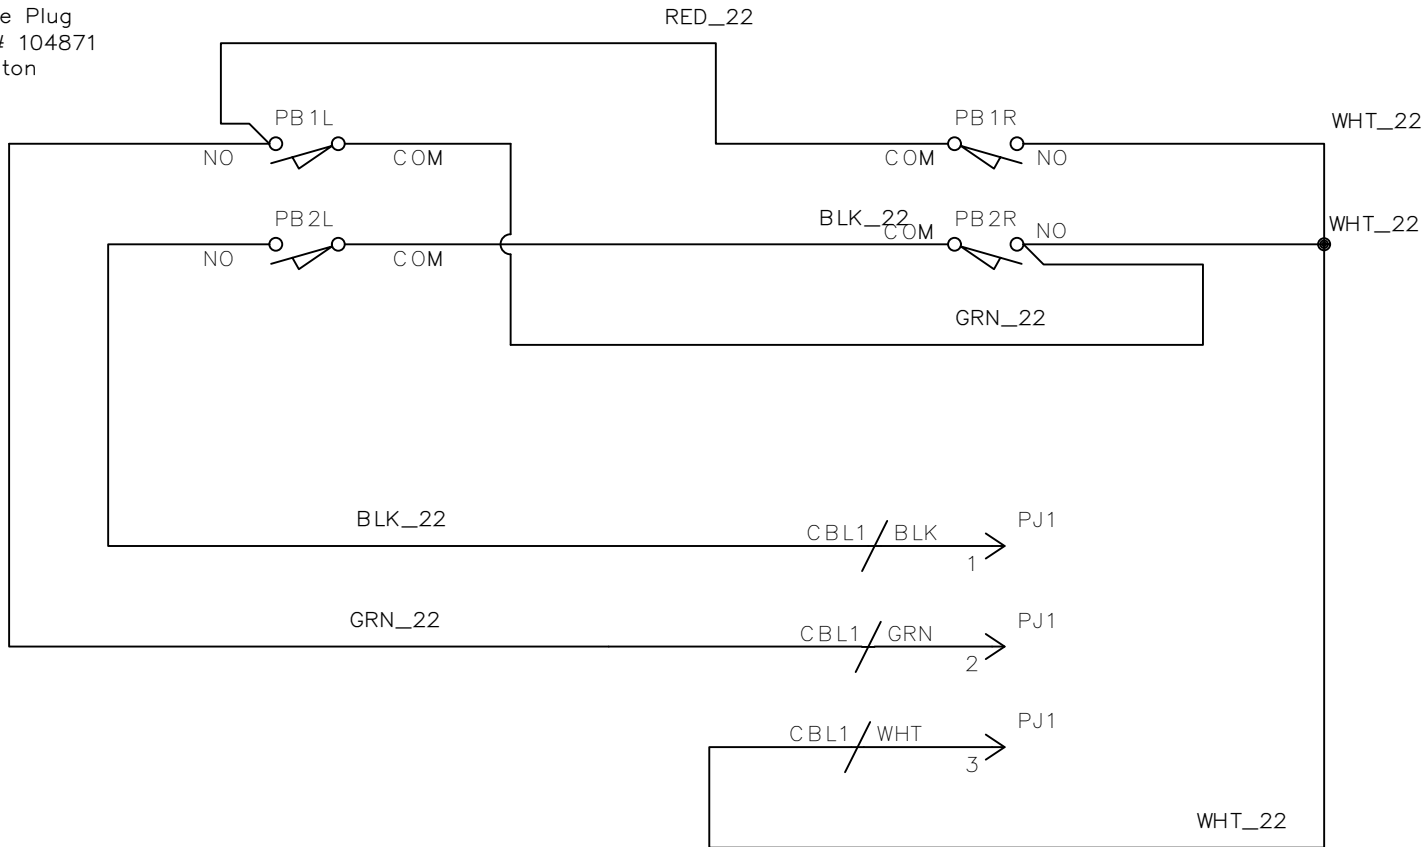 e Plug
# 104871
ton
RED_22
PB1L
PB1R
WHT_22
NO
COM
COM
NO
PB2L
BLK_22
PB2R
WHT_22
COM
NO
NO
COM
GRN_22
BLK_22
CBL1
BLK
PJ1
1
GRN_22
CBL1
GRN
PJ1
2
CBL1
WHT
PJ1
3
WHT_22